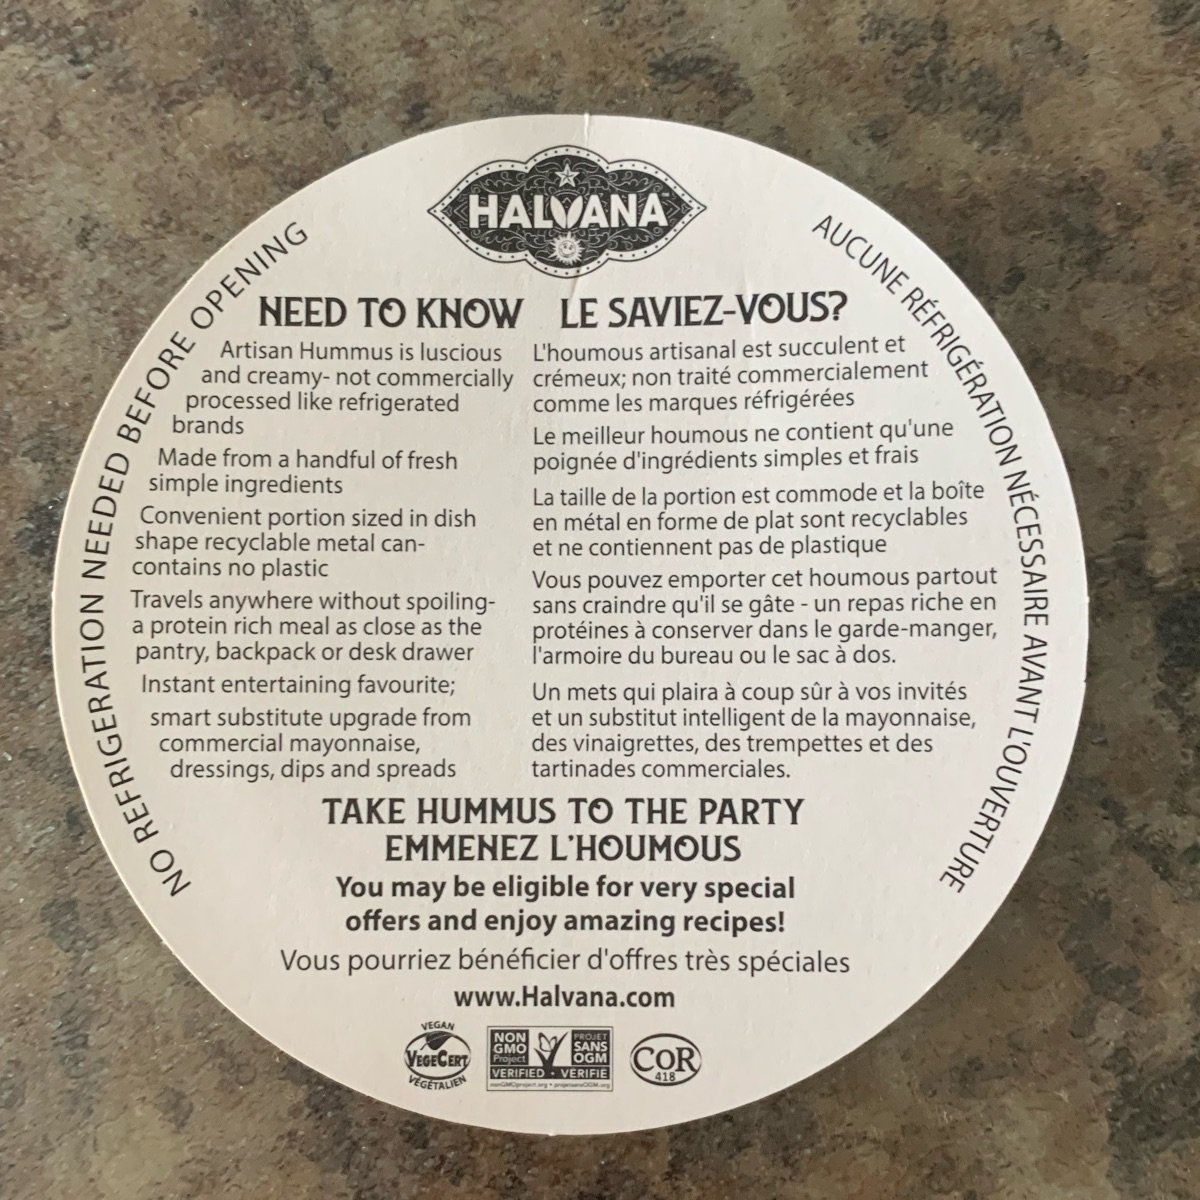 HALVANA™
NO REFRIGERATION NEEDED BEFORE OPENING
AUCUNE RÉFRIGÉRATION NÉCESSAIRE AVANT L'OUVERTURE
NEED TO KNOW
Artisan Hummus is luscious
and creamy- not commercially
processed like refrigerated
brands
Made from a handful of fresh
simple ingredients
Convenient portion sized in dish
shape recyclable metal can-
contains no plastic
Travels anywhere without spoiling-
a protein rich meal as close as the
pantry, backpack or desk drawer
Instant entertaining favourite;
smart substitute upgrade from
commercial mayonnaise,
dressings, dips and spreads
LE SAVIEZ-VOUS?
L'houmous artisanal est succulent et
crémeux; non traité commercialement
comme les marques réfrigérées
Le meilleur houmous ne contient qu'une
poignée d'ingrédients simples et frais
La taille de la portion est commode et la boîte
en métal en forme de plat sont recyclables
et ne contiennent pas de plastique
Vous pouvez emporter cet houmous partout
sans craindre qu'il se gâte - un repas riche en
protéines à conserver dans le garde-manger,
l'armoire du bureau ou le sac à dos.
Un mets qui plaira à coup sûr à vos invités
et un substitut intelligent de la mayonnaise,
des vinaigrettes, des trempettes et des
tartinades commerciales.
TAKE HUMMUS TO THE PARTY
EMMENEZ L'HOUMOUS
You may be eligible for very special
offers and enjoy amazing recipes!
Vous pourriez bénéficier d'offres très spéciales
www.Halvana.com
VEGAN
VEGECERT
VÉGÉTALIEN
NON
GMO
Project
PROJET
SANS
OGM
VERIFIED • VÉRIFIÉ
nonGMOproject.org • projetsansOGM.org
COR
418